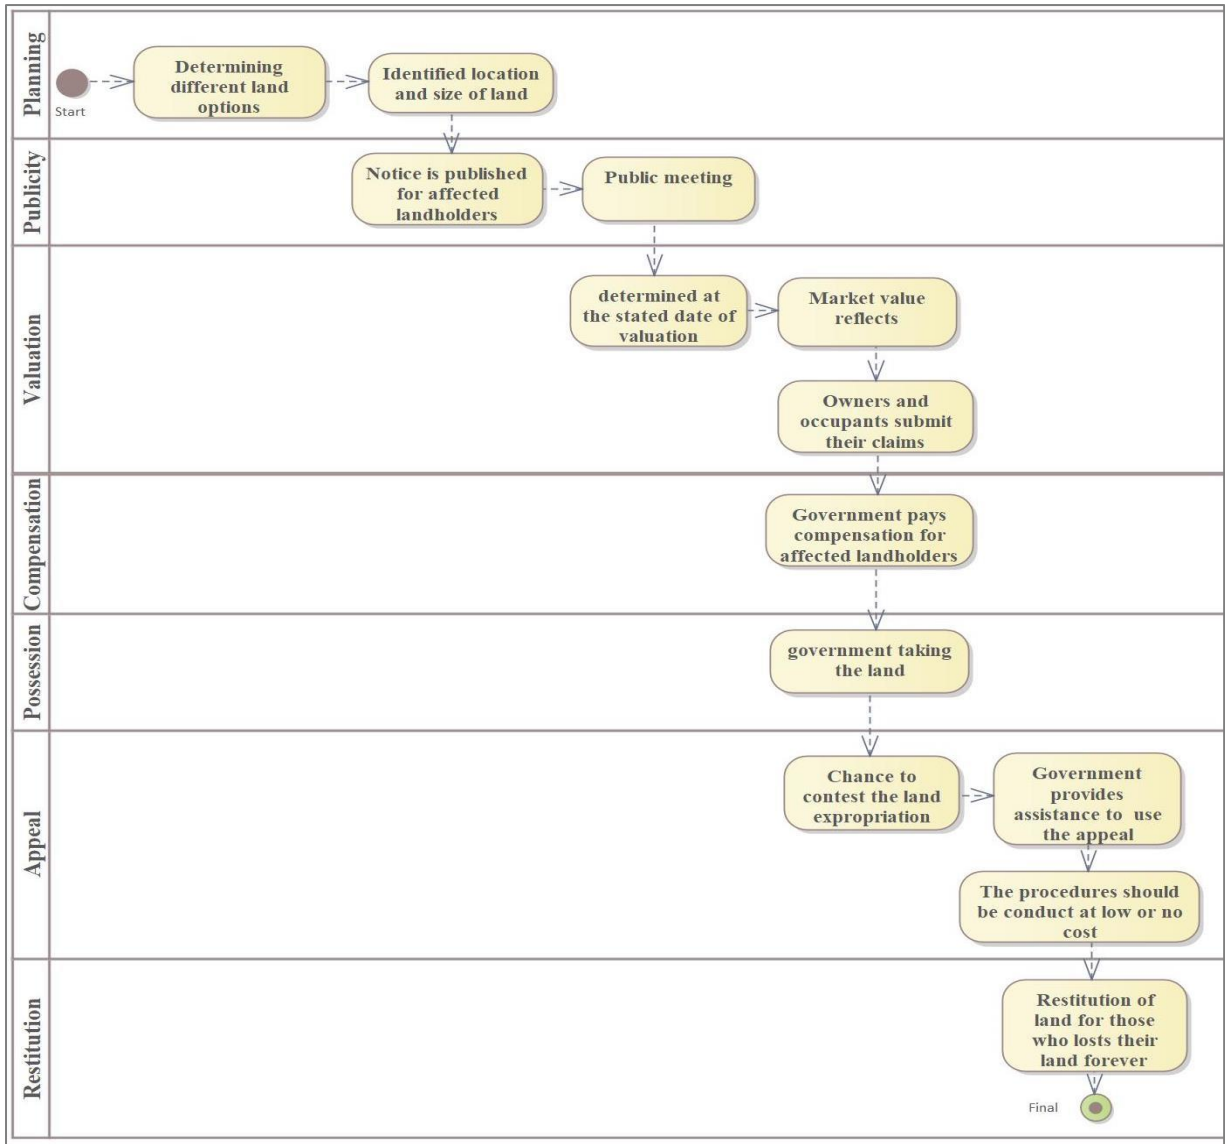 Planning
Start
Determining
different land
options
Identified location
and size of land
Publicity
Notice is published
for affected
landholders
Public meeting
Valuation
determined at
the stated date of
valuation
Market value
reflects
Owners and
occupants submit
their claims
Compensation
Government pays
compensation for
affected landholders
Possession
government taking
the land
Appeal
Chance to
contest the land
expropriation
Government
provides
assistance to use
the appeal
The procedures should
be conduct at low or no
cost
Restitution
Restitution of
land for those
who losts their
land forever
Final